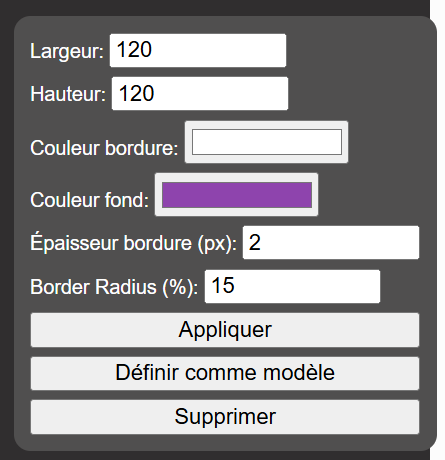 Largeur: 120
Hauteur: 120
Couleur bordure:
Couleur fond:
Épaisseur bordure (px): 2
Border Radius (%): 15
Appliquer
Définir comme modèle
Supprimer